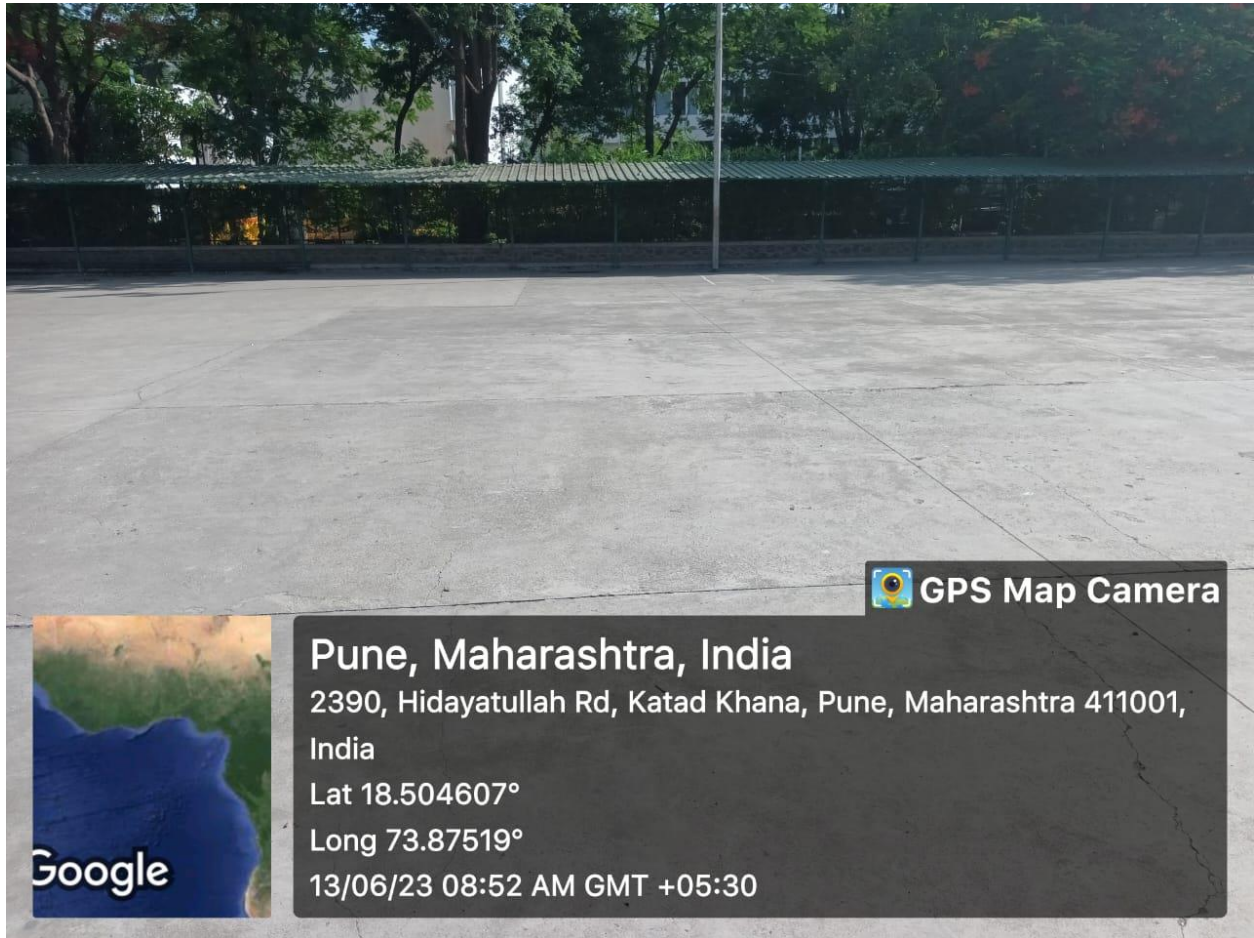 GPS Map Camera
Pune, Maharashtra, India
2390, Hidayatullah Rd, Katad Khana, Pune, Maharashtra 411001,
India
Lat 18.504607°
Long 73.87519°
13/06/23 08:52 AM GMT +05:30
Google